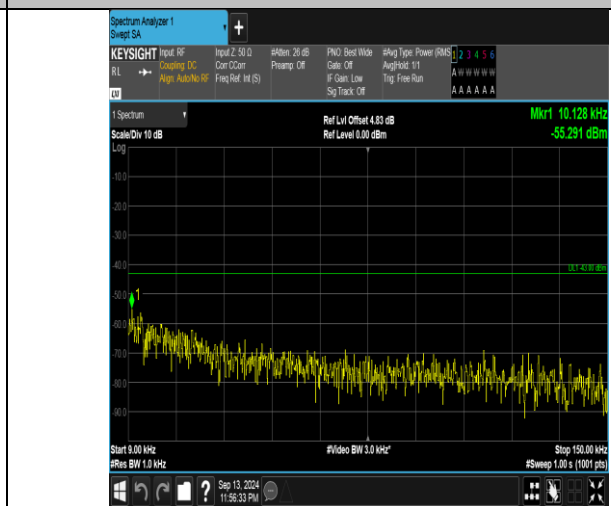 Spectrum Analyzer 1
Swept SA
+
KEYSIGHT
RL
LXI
Input: RF
Coupling: DC
Align: Auto/No RF
Input Z: 50 Ω
Corr CCorr
Freq Ref: Int (S)
#Atten: 26 dB
Preamp: Off
PNO: Best Wide
Gate: Off
IF Gain: Low
Sig Track: Off
#Avg Type: Power (RMS
Avg|Hold: 1/1
Trig: Free Run
1 2 3 4 5 6
A W W W W W
A A A A A A
1 Spectrum
Scale/Div 10 dB
Log
Ref Lvl Offset 4.83 dB
Ref Level 0.00 dBm
Mkr1 10.128 kHz
-55.291 dBm
-10.0
-20.0
-30.0
-40.0
DL1 -43.00 dBm
-50.0
1
-60.0
-70.0
-80.0
-90.0
Start 9.00 kHz
#Res BW 1.0 kHz
#Video BW 3.0 kHz*
Stop 150.00 kHz
#Sweep 1.00 s (1001 pts)
?
Sep 13, 2024
11:56:33 PM